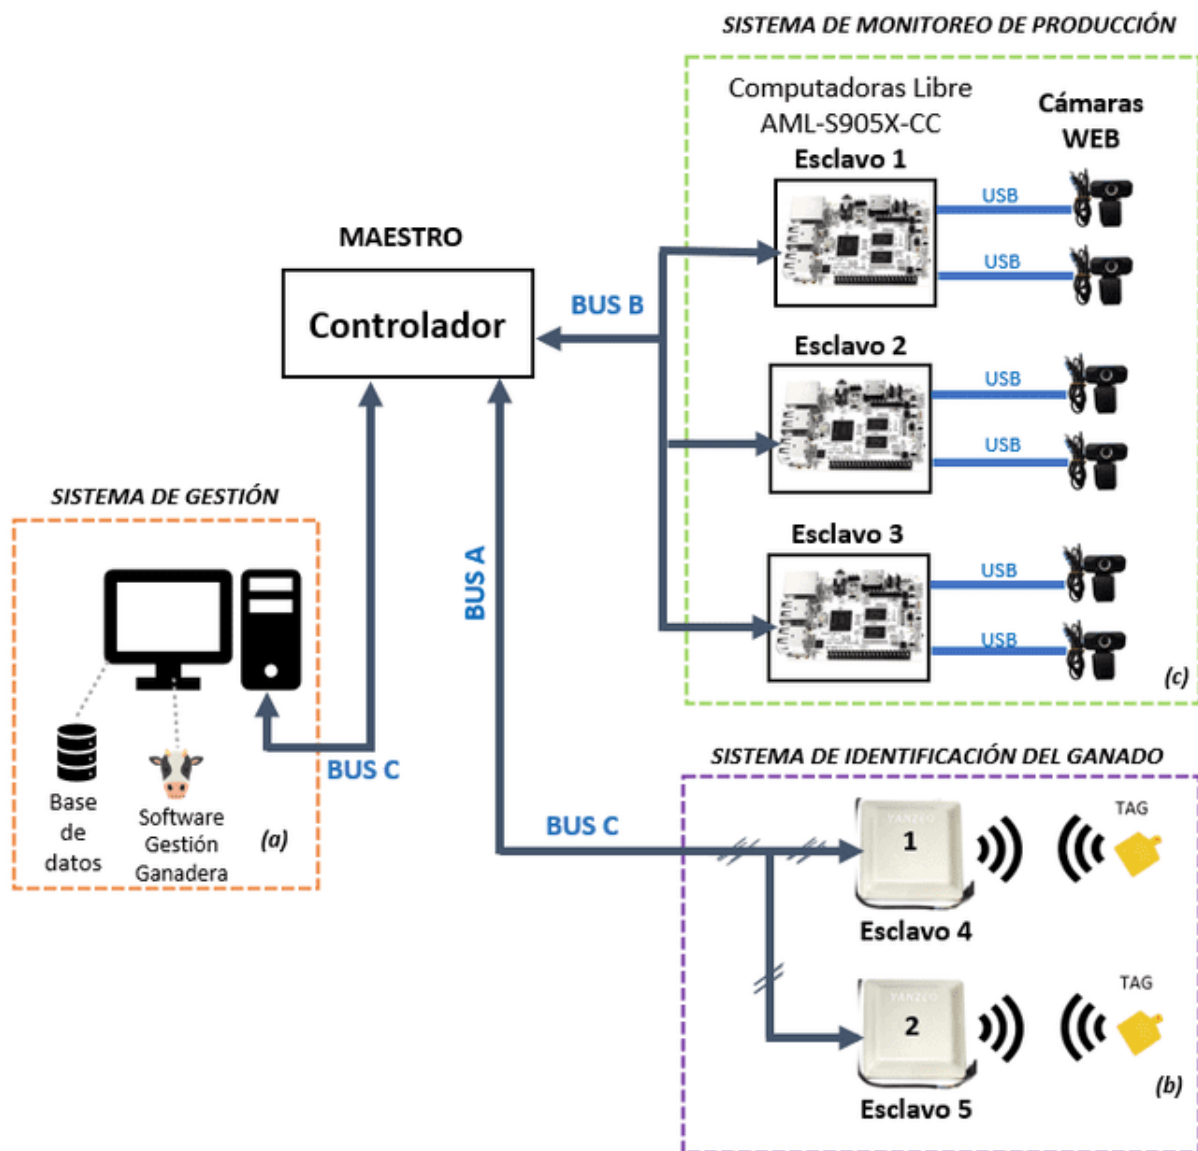 SISTEMA DE MONITOREO DE PRODUCCIÓN
Computadoras Libre
AML-S905X-CC
Cámaras
WEB
Esclavo 1
USB
USB
MAESTRO
Controlador
BUS B
Esclavo 2
USB
USB
Esclavo 3
USB
USB
(c)
SISTEMA DE GESTIÓN
BUS A
BUS C
Base
de
datos
Software
Gestión
Ganadera
(a)
SISTEMA DE IDENTIFICACIÓN DEL GANADO
BUS C
YANZEO
1
TAG
Esclavo 4
YANZEO
2
TAG
Esclavo 5
(b)